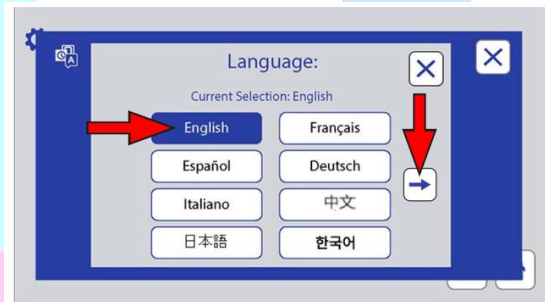 Language:
Current Selection: English
English
Français
Español
Deutsch
Italiano
中文
日本語
한국어